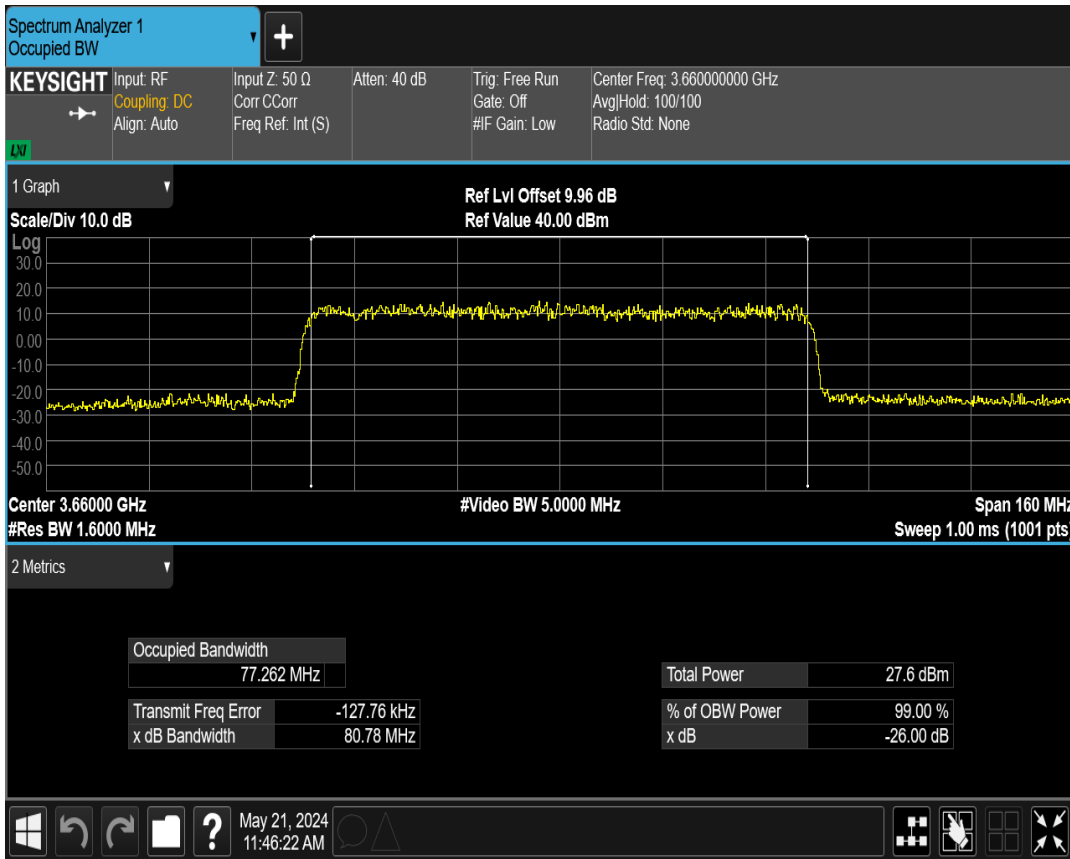 Spectrum Analyzer 1
Occupied BW
+
KEYSIGHT
LXI
Input: RF
Coupling: DC
Align: Auto
Input Z: 50 Ω
Corr CCorr
Freq Ref: Int (S)
Atten: 40 dB
Trig: Free Run
Gate: Off
#IF Gain: Low
Center Freq: 3.660000000 GHz
Avg|Hold: 100/100
Radio Std: None
1 Graph
Scale/Div 10.0 dB
Ref Lvl Offset 9.96 dB
Ref Value 40.00 dBm
Log
30.0
20.0
10.0
0.00
-10.0
-20.0
-30.0
-40.0
-50.0
Center 3.66000 GHz
#Video BW 5.0000 MHz
Span 160 MHz
#Res BW 1.6000 MHz
Sweep 1.00 ms (1001 pts)
2 Metrics
Occupied Bandwidth
77.262 MHz
Total Power 27.6 dBm
Transmit Freq Error -127.76 kHz
% of OBW Power 99.00 %
x dB Bandwidth 80.78 MHz
x dB -26.00 dB
?
May 21, 2024
11:46:22 AM